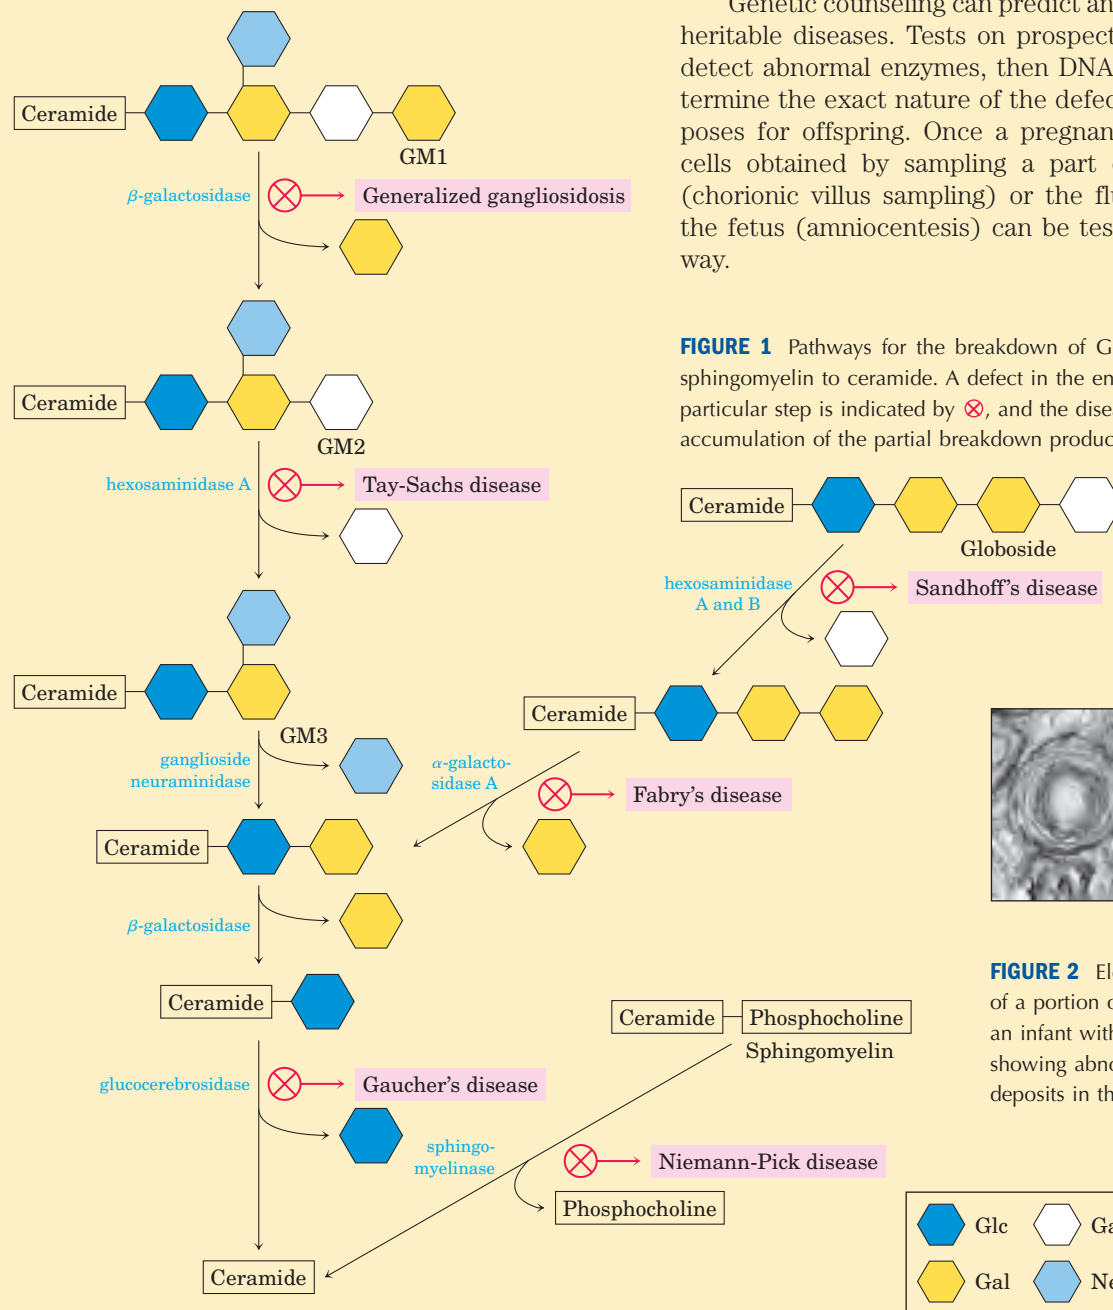 Genetic counseling can predict an
heritable diseases. Tests on prospect
detect abnormal enzymes, then DNA
termine the exact nature of the defec
poses for offspring. Once a pregnan
cells obtained by sampling a part
(chorionic villus sampling) or the flu
the fetus (amniocentesis) can be tes
way.
Ceramide
GM1
β-galactosidase
Generalized gangliosidosis
Ceramide
GM2
hexosaminidase A
Tay-Sachs disease
Ceramide
GM3
ganglioside
neuraminidase
Ceramide
β-galactosidase
Ceramide
glucocerebrosidase
Gaucher’s disease
Ceramide
FIGURE 1 Pathways for the breakdown of G
sphingomyelin to ceramide. A defect in the en
particular step is indicated by ⊗, and the dise
accumulation of the partial breakdown produc
Ceramide
Globoside
hexosaminidase
A and B
Sandhoff’s disease
Ceramide
α-galacto-
sidase A
Fabry’s disease
Ceramide Phosphocholine
Sphingomyelin
sphingo-
myelinase
Niemann-Pick disease
Phosphocholine
FIGURE 2 El
of a portion
an infant with
showing abno
deposits in th
Glc Ga
Gal Ne